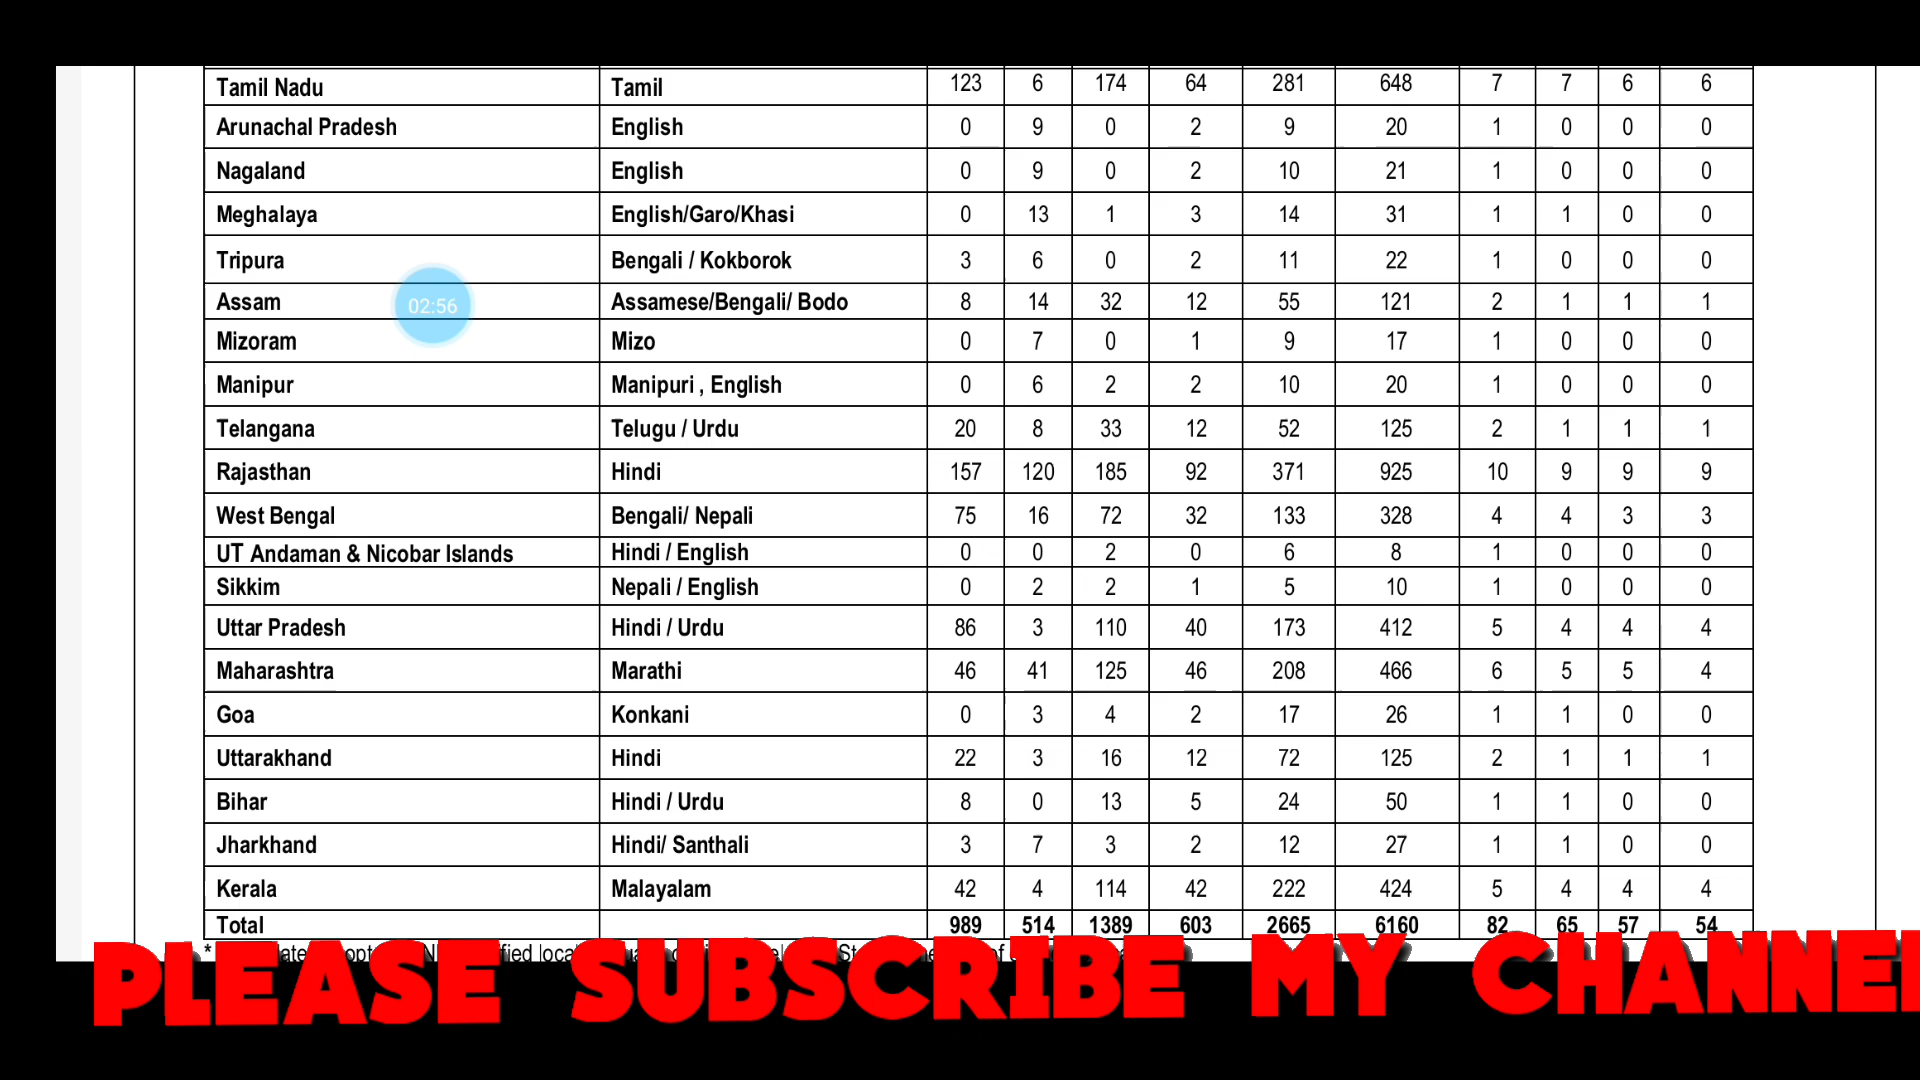 Tamil Nadu Tamil 123 6 174 64 281 648 7 7 6 6
Arunachal Pradesh English 0 9 0 2 9 20 1 0 0 0
Nagaland English 0 9 0 2 10 21 1 0 0 0
Meghalaya English/Garo/Khasi 0 13 1 3 14 31 1 1 0 0
Tripura Bengali / Kokborok 3 6 0 2 11 22 1 0 0 0
Assam 02:56 Assamese/Bengali/ Bodo 8 14 32 12 55 121 2 1 1 1
Mizoram Mizo 0 7 0 1 9 17 1 0 0 0
Manipur Manipuri , English 0 6 2 2 10 20 1 0 0 0
Telangana Telugu / Urdu 20 8 33 12 52 125 2 1 1 1
Rajasthan Hindi 157 120 185 92 371 925 10 9 9 9
West Bengal Bengali/ Nepali 75 16 72 32 133 328 4 4 3 3
UT Andaman & Nicobar Islands Hindi / English 0 0 2 0 6 8 1 0 0 0
Sikkim Nepali / English 0 2 2 1 5 10 1 0 0 0
Uttar Pradesh Hindi / Urdu 86 3 110 40 173 412 5 4 4 4
Maharashtra Marathi 46 41 125 46 208 466 6 5 5 4
Goa Konkani 0 3 4 2 17 26 1 1 0 0
Uttarakhand Hindi 22 3 16 12 72 125 2 1 1 1
Bihar Hindi / Urdu 8 0 13 5 24 50 1 1 0 0
Jharkhand Hindi/ Santhali 3 7 3 2 12 27 1 1 0 0
Kerala Malayalam 42 4 114 42 222 424 5 4 4 4
Total 989 514 1389 603 2665 6160 82 65 57 54
PLEASE SUBSCRIBE MY CHANNE